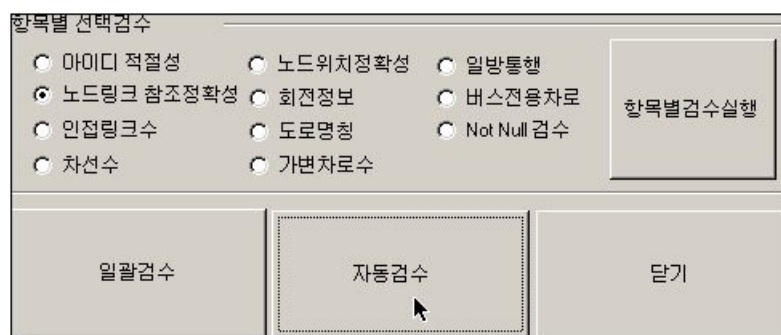 항목별 선택검수
아이디 적절성 노드위치정확성 일방통행
노드링크 참조정확성 회전정보 버스전용차로
항목별검수실행
인접링크수 도로명칭 Not Null 검수
차선수 가변차로수
일괄검수 자동검수 닫기